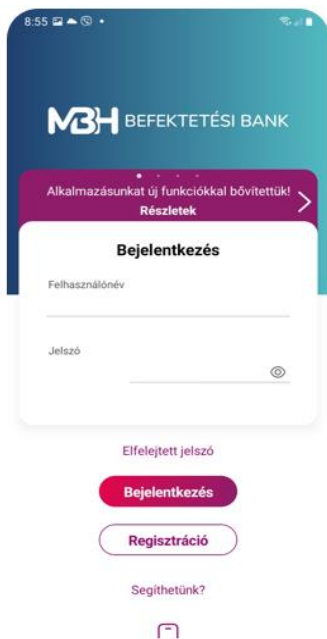 8:55
MBH BEFEKTETÉSI BANK
Alkalmazásunkat új funkciókkal bővítettük!
Részletek
Bejelentkezés
Felhasználónév
Jelszó
Elfelejtett jelszó
Bejelentkezés
Regisztráció
Segíthetünk?